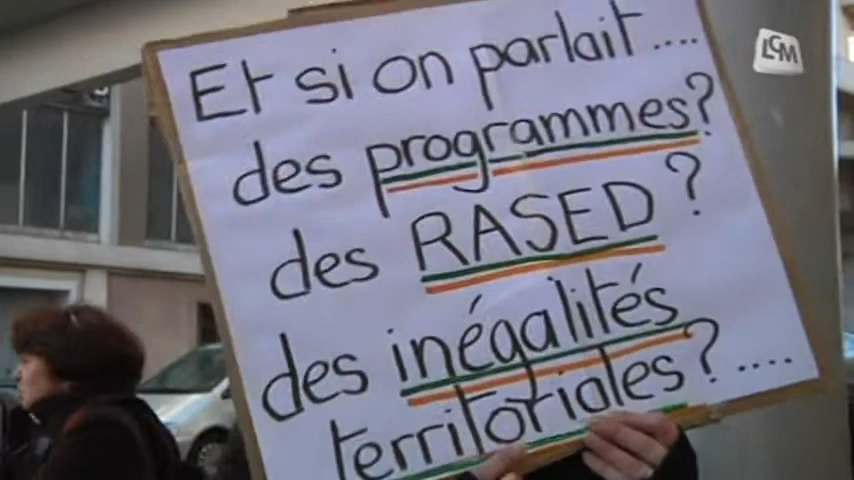 Et si on parlait....
des programmes?
des RASED?
des inégalités
territoriales?....
LCM